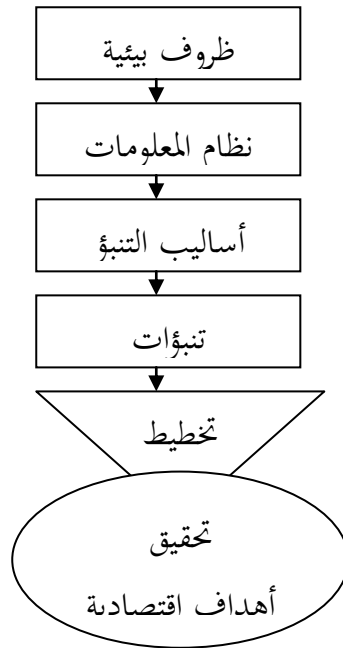 ظروف بيئية
نظام المعلومات
أساليب التنبؤ
تنبؤات
تخطيط
تحقيق
أهداف اقتصادية